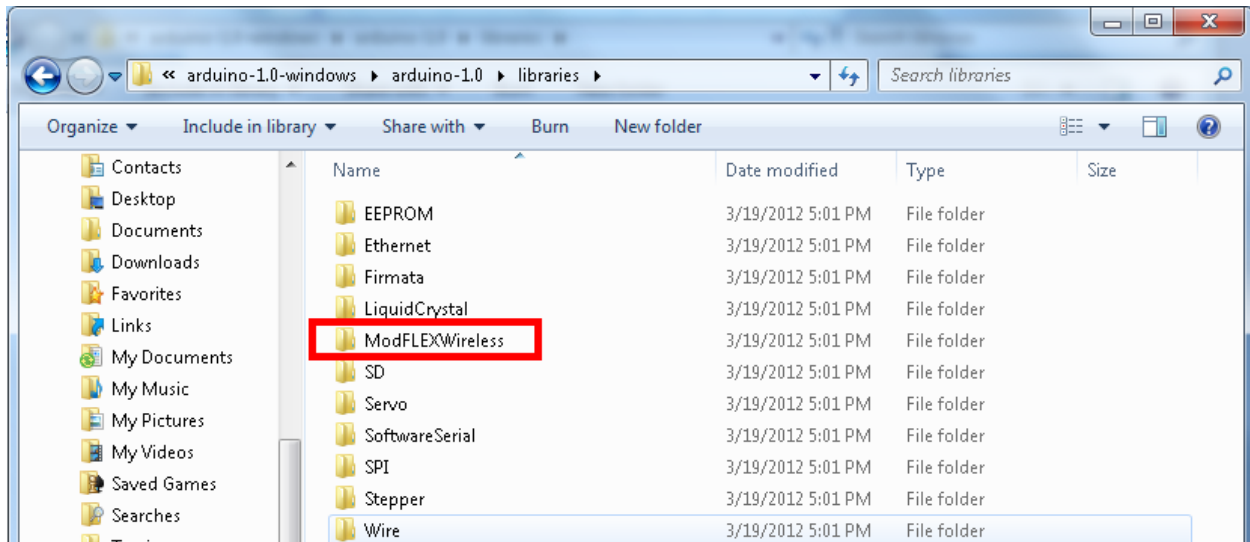 « arduino-1.0-windows ▸ arduino-1.0 ▸ libraries ▸ Search libraries
Organize Include in library Share with Burn New folder
Contacts
Desktop
Documents
Downloads
Favorites
Links
My Documents
My Music
My Pictures
My Videos
Saved Games
Searches
Name Date modified Type Size
EEPROM 3/19/2012 5:01 PM File folder
Ethernet 3/19/2012 5:01 PM File folder
Firmata 3/19/2012 5:01 PM File folder
LiquidCrystal 3/19/2012 5:01 PM File folder
ModFLEXWireless 3/19/2012 5:01 PM File folder
SD 3/19/2012 5:01 PM File folder
Servo 3/19/2012 5:01 PM File folder
SoftwareSerial 3/19/2012 5:01 PM File folder
SPI 3/19/2012 5:01 PM File folder
Stepper 3/19/2012 5:01 PM File folder
Wire 3/19/2012 5:01 PM File folder